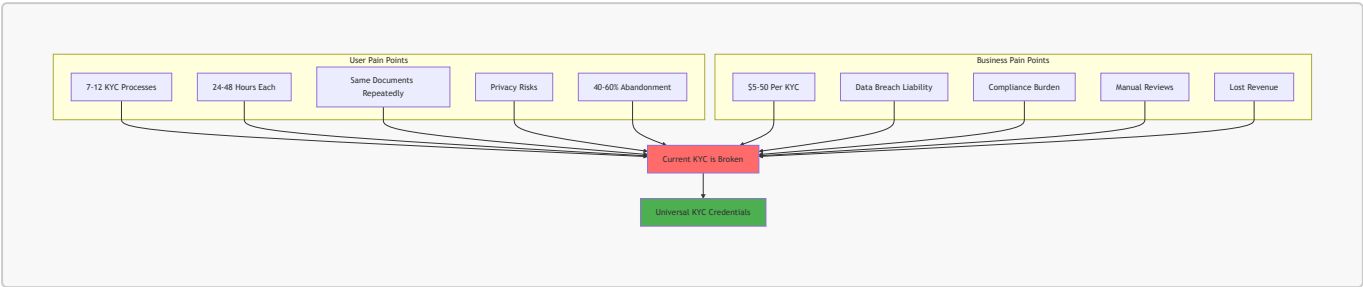 User Pain Points
7-12 KYC Processes
24-48 Hours Each
Same Documents
Repeatedly
Privacy Risks
40-60% Abandonment
Business Pain Points
$5-50 Per KYC
Data Breach Liability
Compliance Burden
Manual Reviews
Lost Revenue
Current KYC is Broken
Universal KYC Credentials